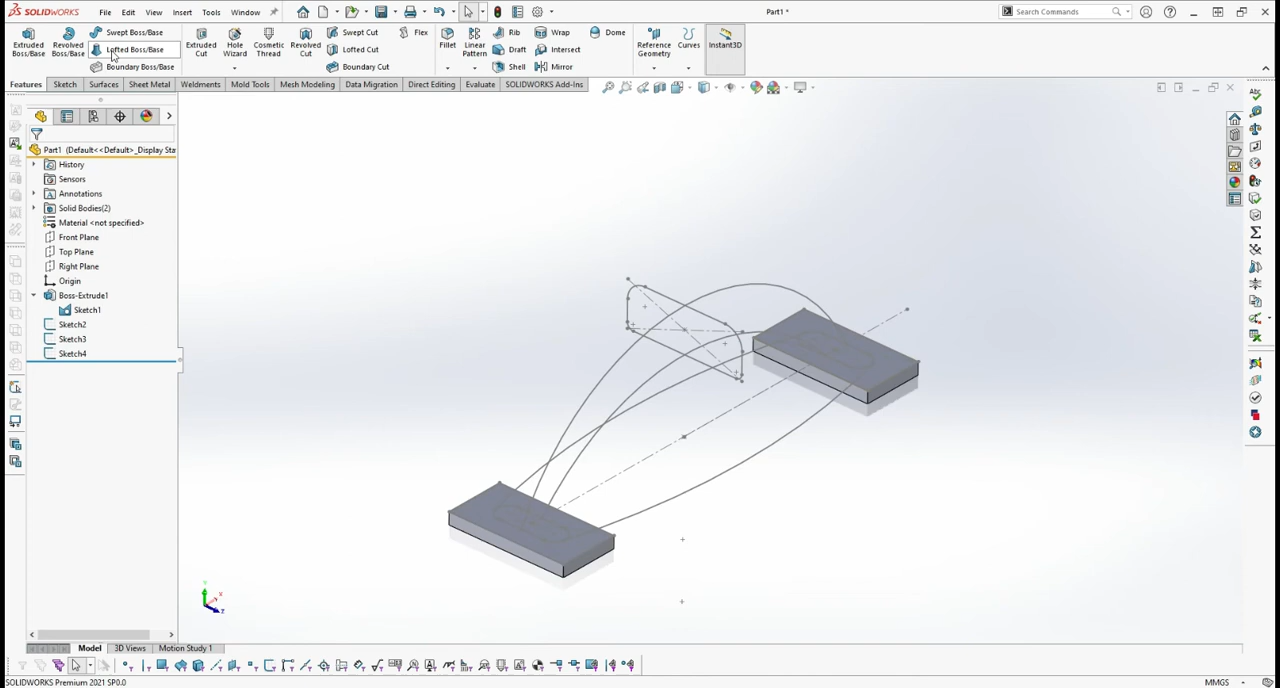 SOLIDWORKS File Edit View Insert Tools Window Part1 * Search Commands
Extruded Boss/Base
Revolved Boss/Base
Swept Boss/Base
Lofted Boss/Base
Boundary Boss/Base
Extruded Cut
Hole Wizard
Cosmetic Thread
Revolved Cut
Swept Cut
Lofted Cut
Boundary Cut
Flex
Fillet
Linear Pattern
Rib
Draft
Shell
Wrap
Intersect
Mirror
Dome
Reference Geometry
Curves
Instant3D
Features Sketch Surfaces Sheet Metal Weldments Mold Tools Mesh Modeling Data Migration Direct Editing Evaluate SOLIDWORKS Add-Ins
Part1 (Default<<Default>_Display Sta
History
Sensors
Annotations
Solid Bodies(2)
Material <not specified>
Front Plane
Top Plane
Right Plane
Origin
Boss-Extrude1
Sketch1
Sketch2
Sketch3
Sketch4
Model 3D Views Motion Study 1
SOLIDWORKS Premium 2021 SP0.0 MMGS